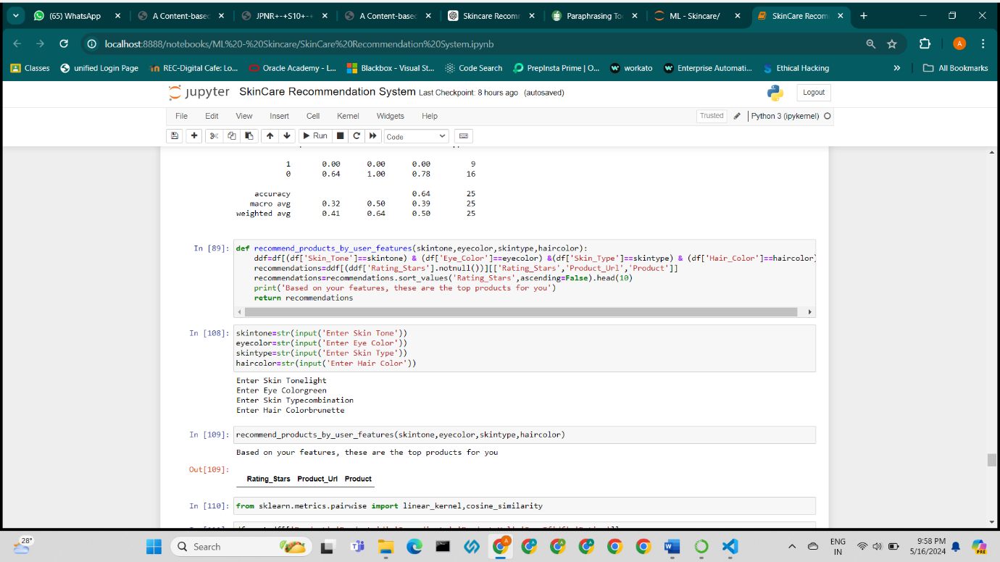 (65) WhatsApp
A Content-basec
JPNR+-+S10+-+
A Content-basec
Skincare Recomr
Paraphrasing To
ML - Skincare/
SkinCare Recom
localhost:8888/notebooks/ML%20-%20Skincare/SkinCare%20Recommendation%20System.ipynb
A
Classes
unified Login Page
REC-Digital Cafe: Lo...
Oracle Academy - L...
Blackbox - Visual St...
Code Search
PrepInsta Prime | O...
workato
Enterprise Automati...
Ethical Hacking
»
All Bookmarks
jupyter SkinCare Recommendation System Last Checkpoint: 8 hours ago (autosaved)
Logout
File Edit View Insert Cell Kernel Widgets Help
Trusted
Python 3 (ipykernel)
Run
Code
1 0.00 0.00 0.00 9
0 0.64 1.00 0.78 16
accuracy 0.64 25
macro avg 0.32 0.50 0.39 25
weighted avg 0.41 0.64 0.50 25
In [89]: def recommend_products_by_user_features(skintone,eyecolor,skintype,haircolor):
ddf=df[(df['Skin_Tone']==skintone) & (df['Eye_Color']==eyecolor) &(df['Skin_Type']==skintype) & (df['Hair_Color']==haircolor)
recommendations=ddf[(ddf['Rating_Stars'].notnull())][['Rating_Stars','Product_Url','Product']]
recommendations=recommendations.sort_values('Rating_Stars',ascending=False).head(10)
print('Based on your features, these are the top products for you')
return recommendations
In [108]: skintone=str(input('Enter Skin Tone'))
eyecolor=str(input('Enter Eye Color'))
skintype=str(input('Enter Skin Type'))
haircolor=str(input('Enter Hair Color'))
Enter Skin Tonelight
Enter Eye Colorgreen
Enter Skin Typecombination
Enter Hair Colorbrunette
In [109]: recommend_products_by_user_features(skintone,eyecolor,skintype,haircolor)
Based on your features, these are the top products for you
Out[109]:
Rating_Stars Product_Url Product
In [110]: from sklearn.metrics.pairwise import linear_kernel,cosine_similarity
28°
Search
A
ENG
IN
9:58 PM
5/16/2024
PRE